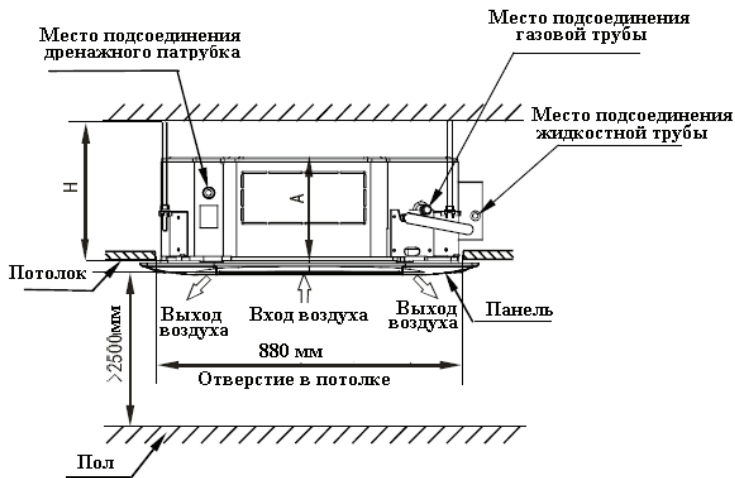 Место подсоединения
дренажного патрубка
Место подсоединения
газовой трубы
Место подсоединения
жидкостной трубы
H
A
Потолок
Выход
воздуха
Вход воздуха
Выход
воздуха
Панель
>2500мм
880 мм
Отверстие в потолке
Пол